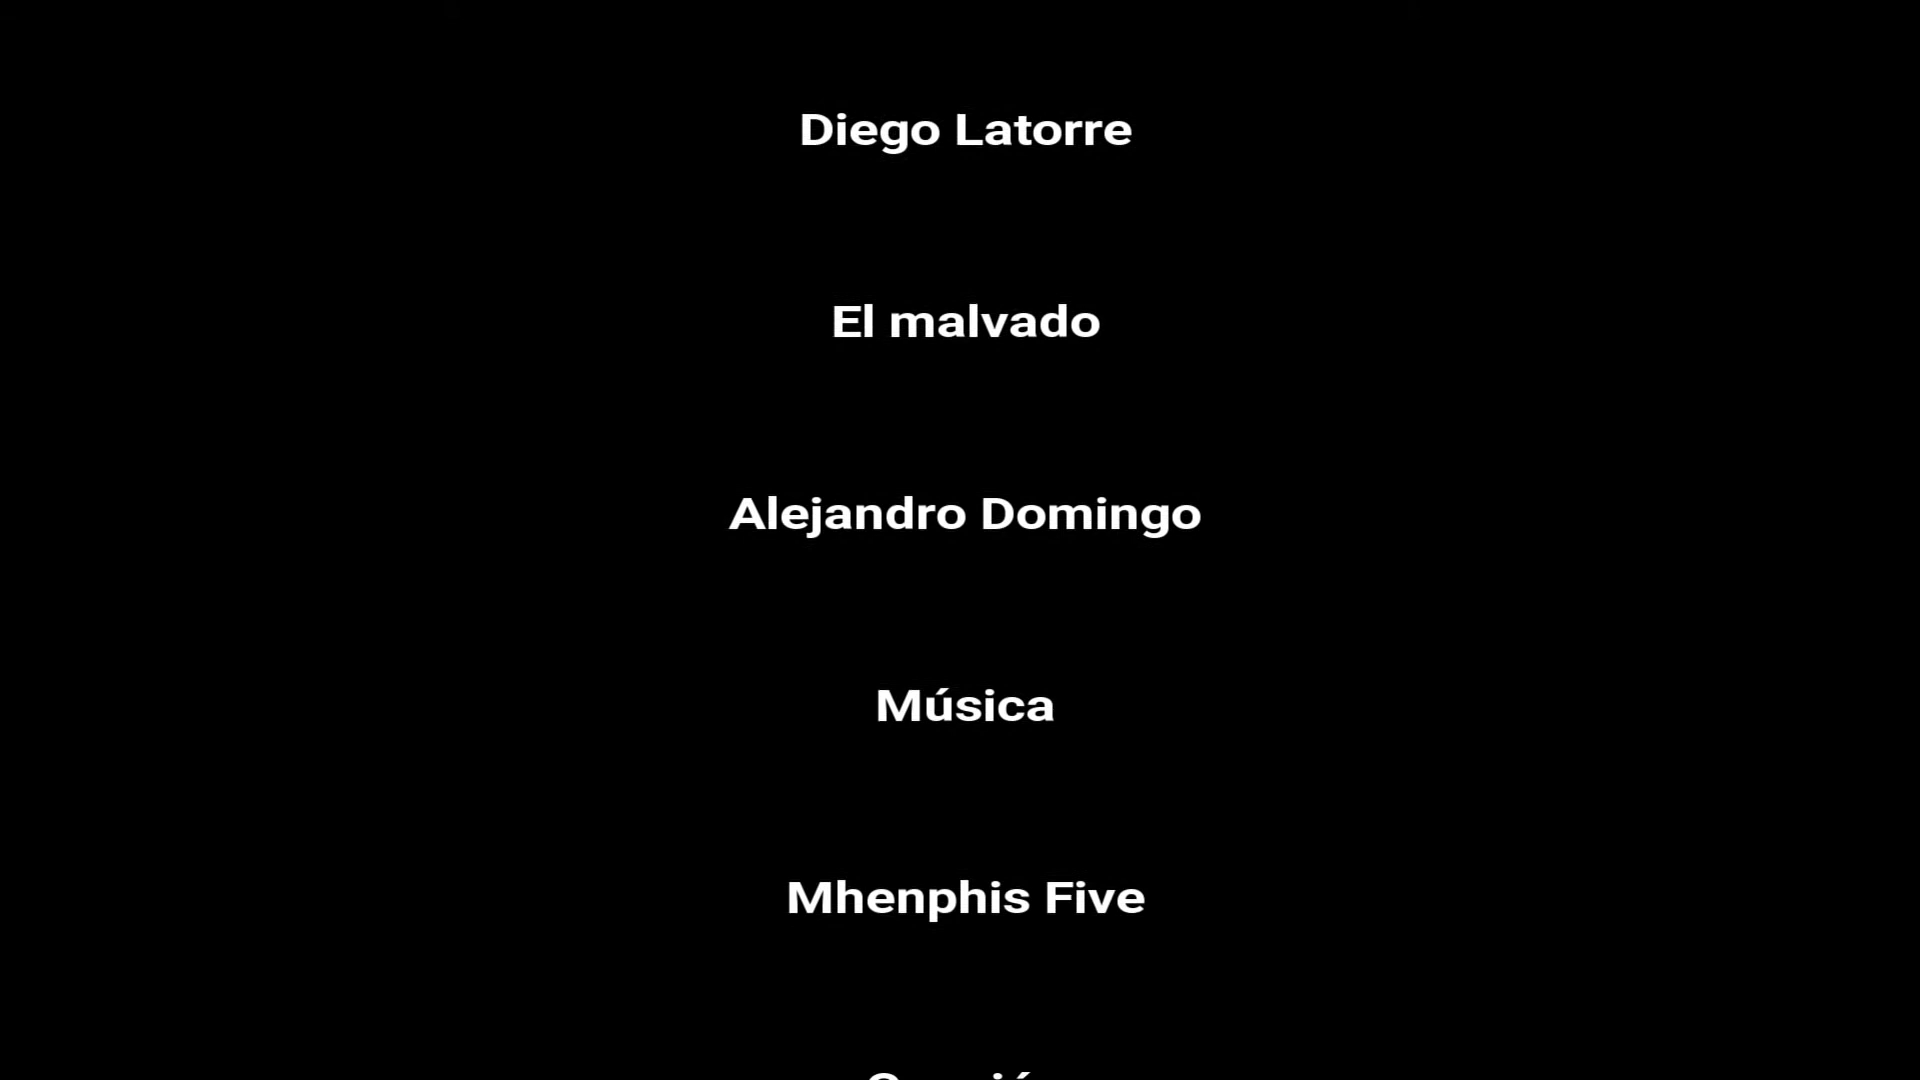 Diego Latorre
El malvado
Alejandro Domingo
Música
Mhenphis Five